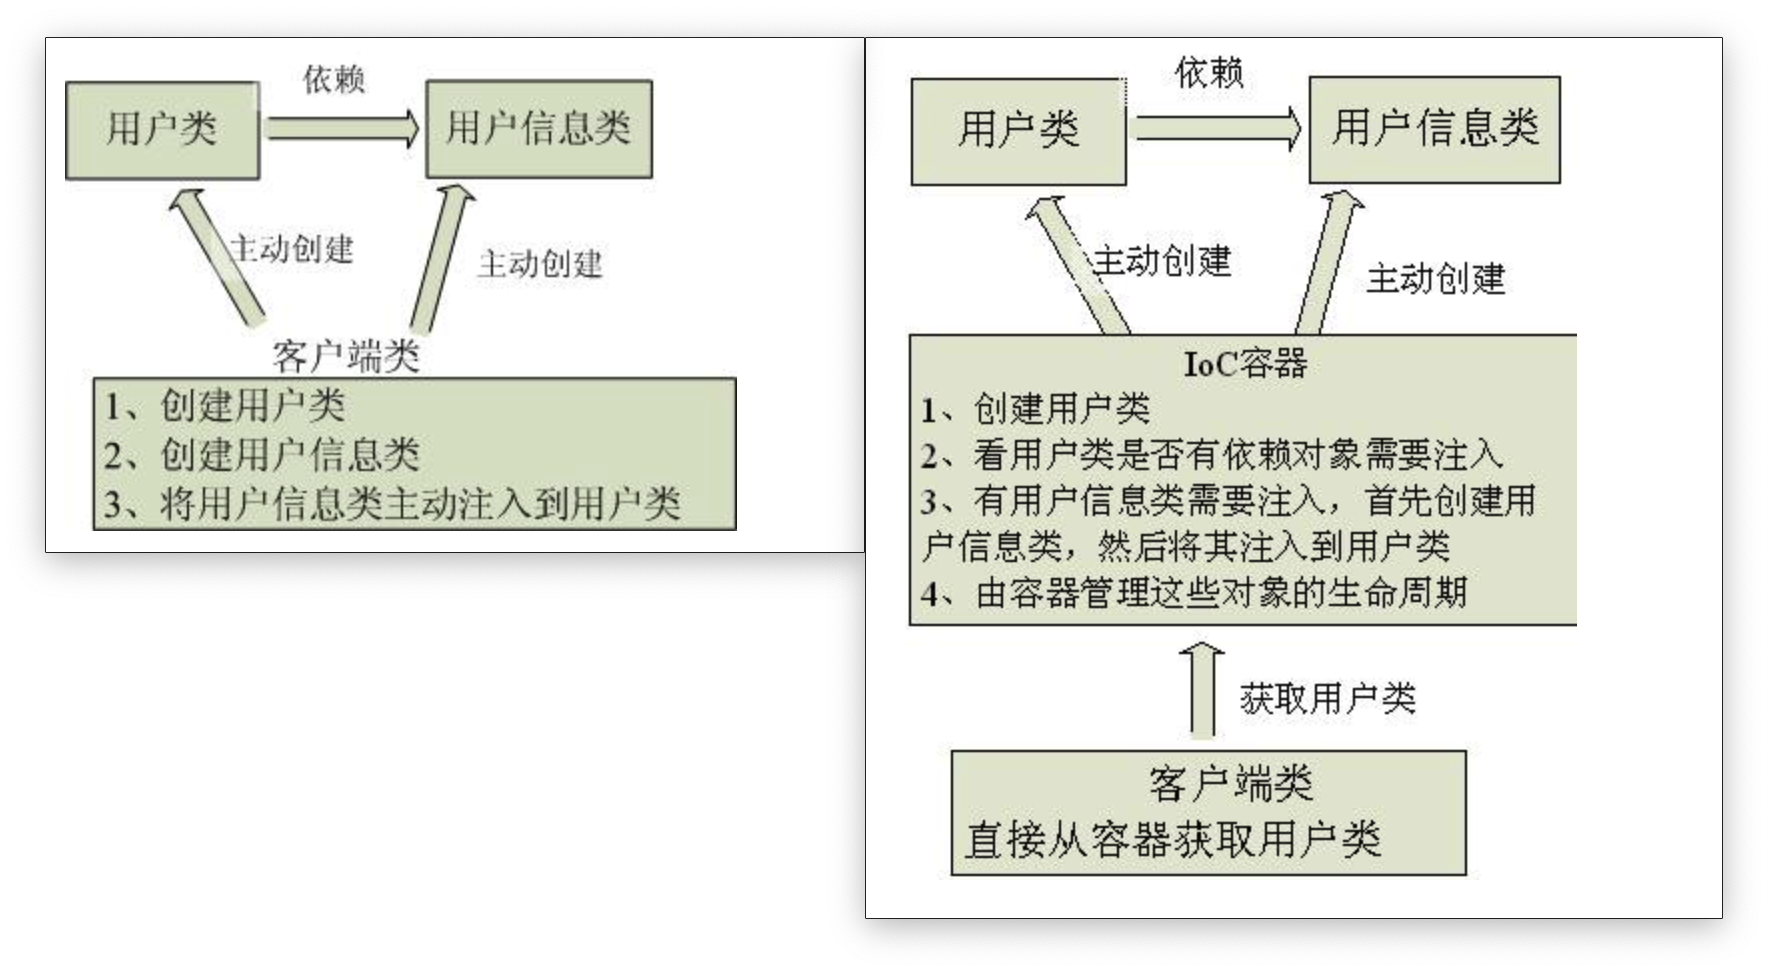 依赖
用户类
用户信息类
主动创建
主动创建
客户端类
1、创建用户类
2、创建用户信息类
3、将用户信息类主动注入到用户类
依赖
用户类
用户信息类
主动创建
主动创建
IoC容器
1、创建用户类
2、看用户类是否有依赖对象需要注入
3、有用户信息类需要注入，首先创建用
户信息类，然后将其注入到用户类
4、由容器管理这些对象的生命周期
获取用户类
客户端类
直接从容器获取用户类